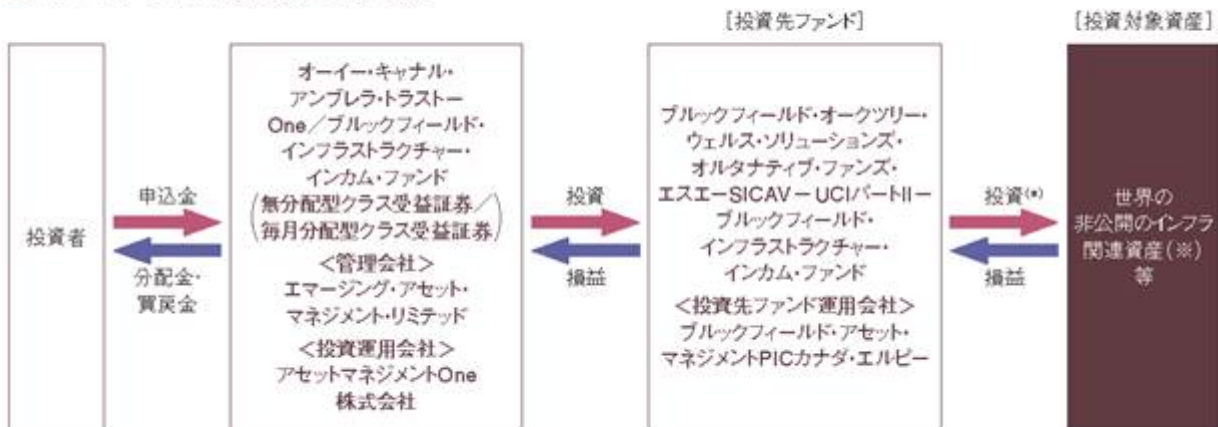 [投資先ファンド]
[投資対象資産]
投資者
申込金
分配金・
買戻金
オーイー・キャナル・
アンブレラ・トラストー
One/ブルックフィールド・
インフラストラクチャー・
インカム・ファンド
(無分配型クラス受益証券/
毎月分配型クラス受益証券)
<管理会社>
エマージング・アセット・
マネジメント・リミテッド
<投資運用会社>
アセットマネジメントOne
株式会社
投資
損益
ブルックフィールド・オークツリー・
ウェルス・ソリューションズ・
オルタナティブ・ファンズ・
エスエーSICAV-UCIパートII-
ブルックフィールド・
インフラストラクチャー・
インカム・ファンド
<投資先ファンド運用会社>
ブルックフィールド・アセット・
マネジメントPICカナダ・エルピー
投資(*)
損益
世界の
非公開のインフラ
関連資産(※)
等